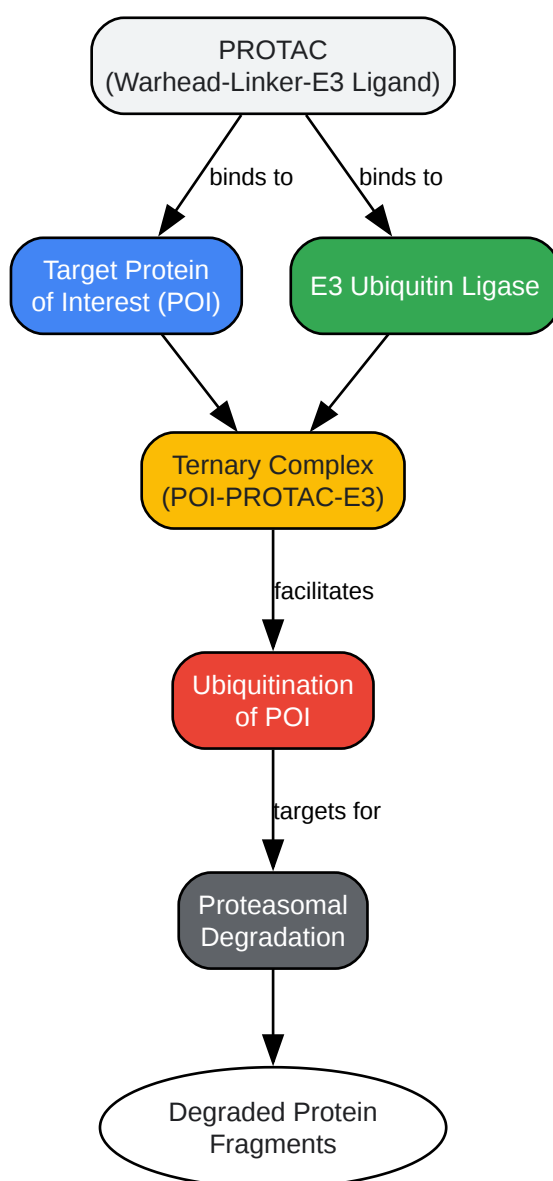 PROTAC
(Warhead-Linker-E3 Ligand)
binds to
binds to
Target Protein
of Interest (POI)
E3 Ubiquitin Ligase
Ternary Complex
(POI-PROTAC-E3)
facilitates
Ubiquitination
of POI
targets for
Proteasomal
Degradation
Degraded Protein
Fragments